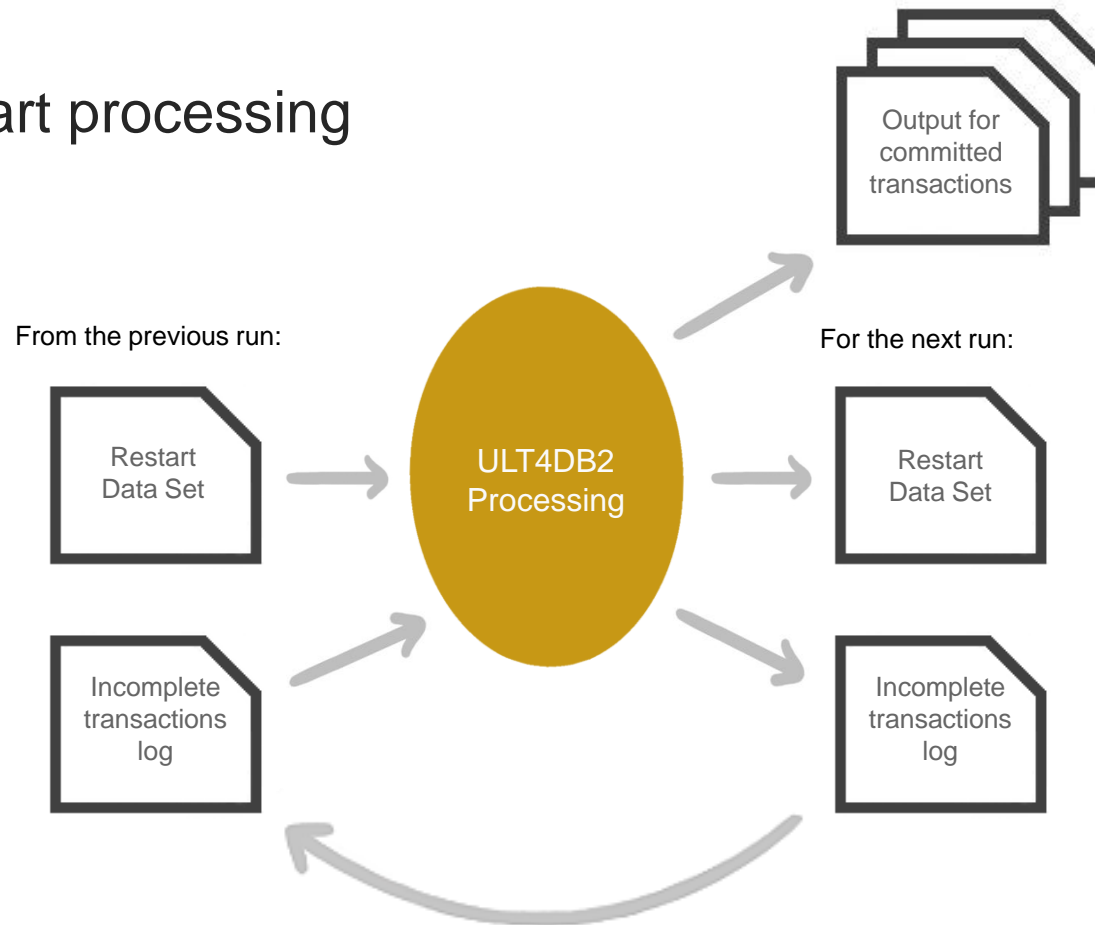 art processing
Output for
committed
transactions
From the previous run:
For the next run:
Restart
Data Set
ULT4DB2
Processing
Restart
Data Set
Incomplete
transactions
log
Incomplete
transactions
log